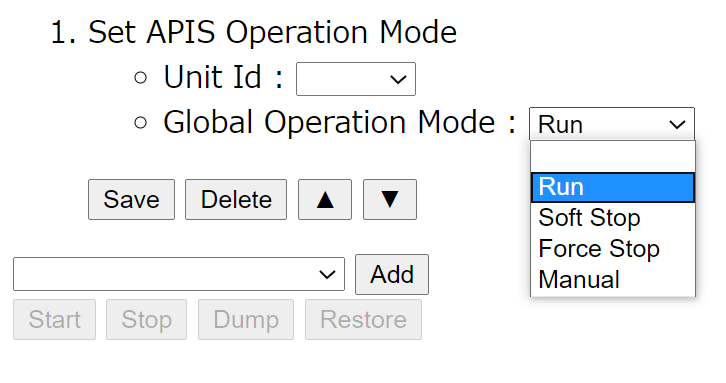 1. Set APIS Operation Mode
Unit Id :
Global Operation Mode : Run
Run
Soft Stop
Force Stop
Manual
Save Delete ▲ ▼
Add
Start Stop Dump Restore